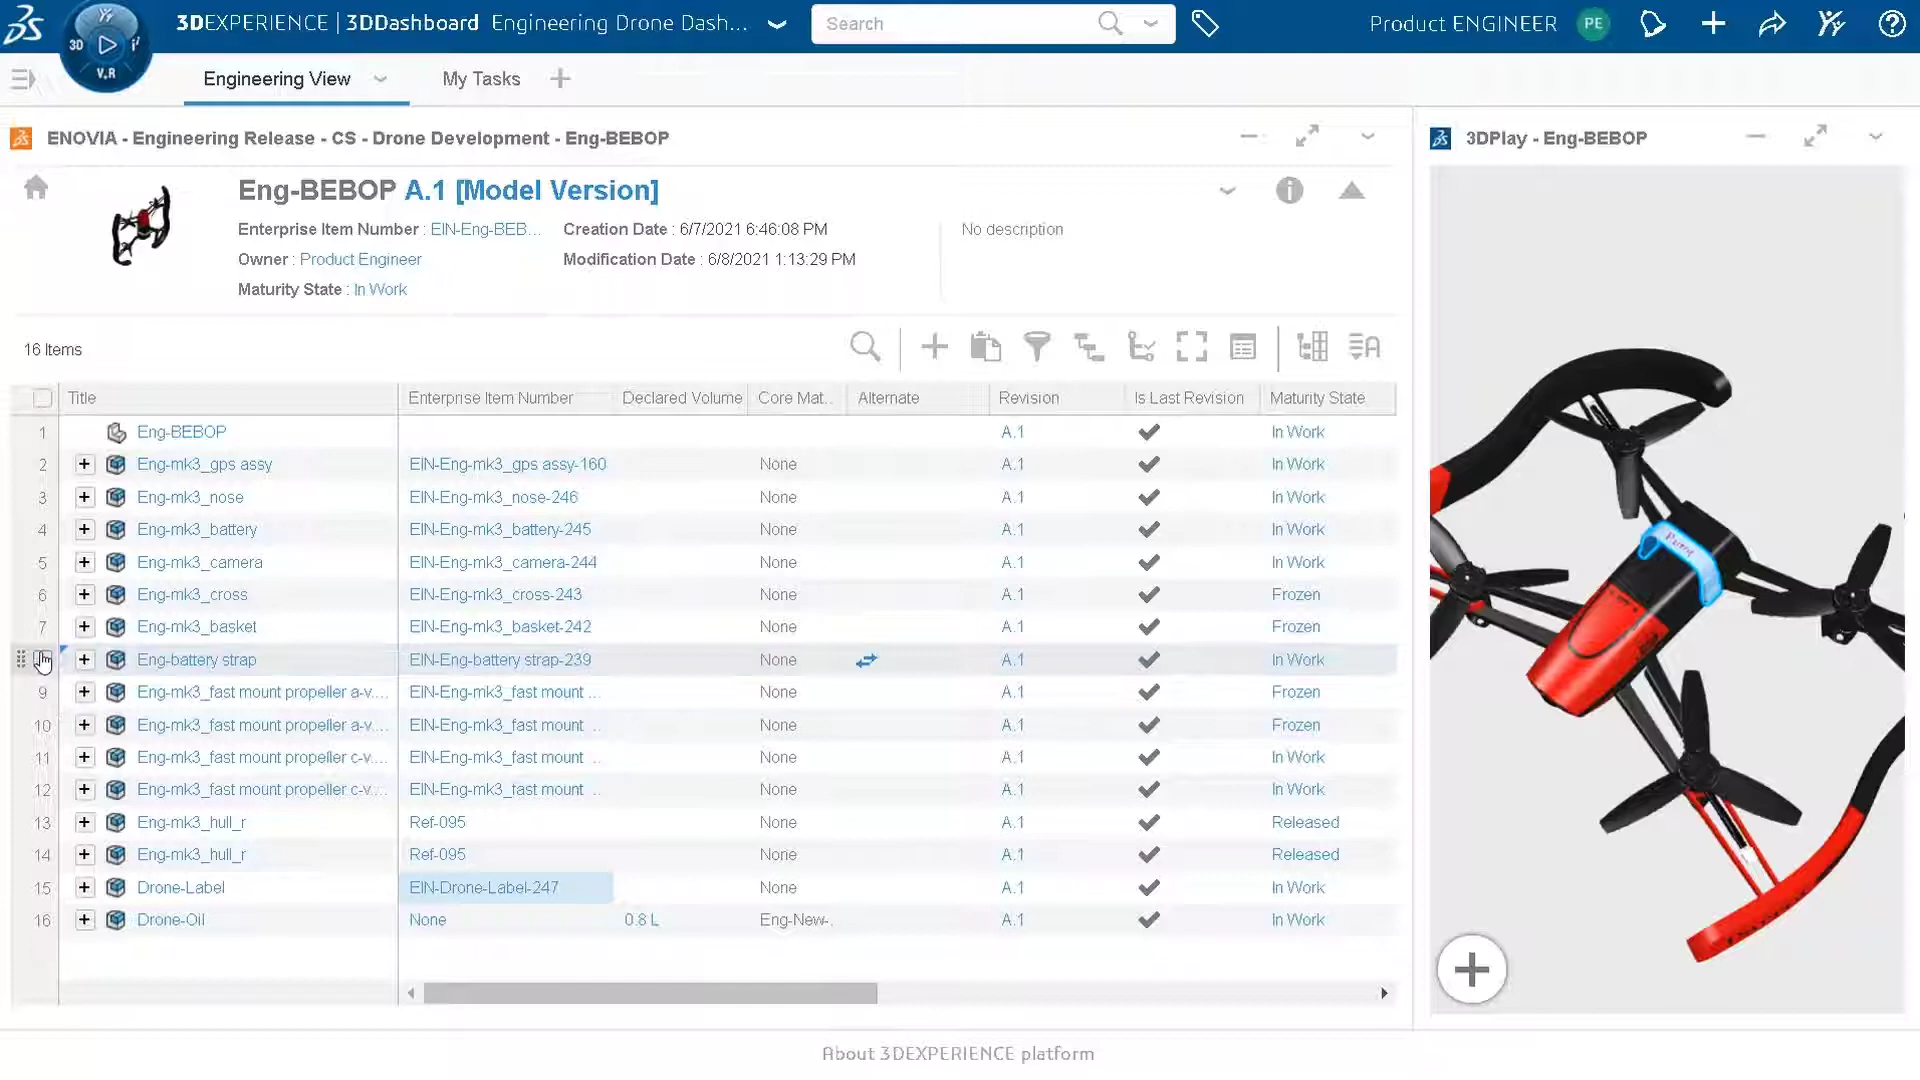 3DEXPERIENCE | 3DDashboard Engineering Drone Dash...
Search
Product ENGINEER PE
3D V.R
Engineering View
My Tasks
ENOVIA - Engineering Release - CS - Drone Development - Eng-BEBOP
3DPlay - Eng-BEBOP
Eng-BEBOP A.1 [Model Version]
Enterprise Item Number : EIN-Eng-BEB...
Creation Date : 6/7/2021 6:46:08 PM
No description
Owner : Product Engineer
Modification Date : 6/8/2021 1:13:29 PM
Maturity State : In Work
16 Items
Title Enterprise Item Number Declared Volume Core Mat.. Alternate Revision Is Last Revision Maturity State
1 Eng-BEBOP A.1 In Work
2 Eng-mk3_gps assy EIN-Eng-mk3_gps assy-160 None A.1 In Work
3 Eng-mk3_nose EIN-Eng-mk3_nose-246 None A.1 In Work
4 Eng-mk3_battery EIN-Eng-mk3_battery-245 None A.1 In Work
5 Eng-mk3_camera EIN-Eng-mk3_camera-244 None A.1 In Work
6 Eng-mk3_cross EIN-Eng-mk3_cross-243 None A.1 Frozen
7 Eng-mk3_basket EIN-Eng-mk3_basket-242 None A.1 Frozen
Eng-battery strap EIN-Eng-battery strap-239 None A.1 In Work
9 Eng-mk3_fast mount propeller a-v.... EIN-Eng-mk3_fast mount ... None A.1 Frozen
10 Eng-mk3_fast mount propeller a-v.... EIN-Eng-mk3_fast mount .. None A.1 Frozen
11 Eng-mk3_fast mount propeller c-v.... EIN-Eng-mk3_fast mount .. None A.1 In Work
12 Eng-mk3_fast mount propeller c-v.... EIN-Eng-mk3_fast mount .. None A.1 In Work
13 Eng-mk3_hull_r Ref-095 None A.1 Released
14 Eng-mk3_hull_r Ref-095 None A.1 Released
15 Drone-Label EIN-Drone-Label-247 None A.1 In Work
16 Drone-Oil None 0.8 L Eng-New-.. A.1 In Work
Parrot
About 3DEXPERIENCE platform